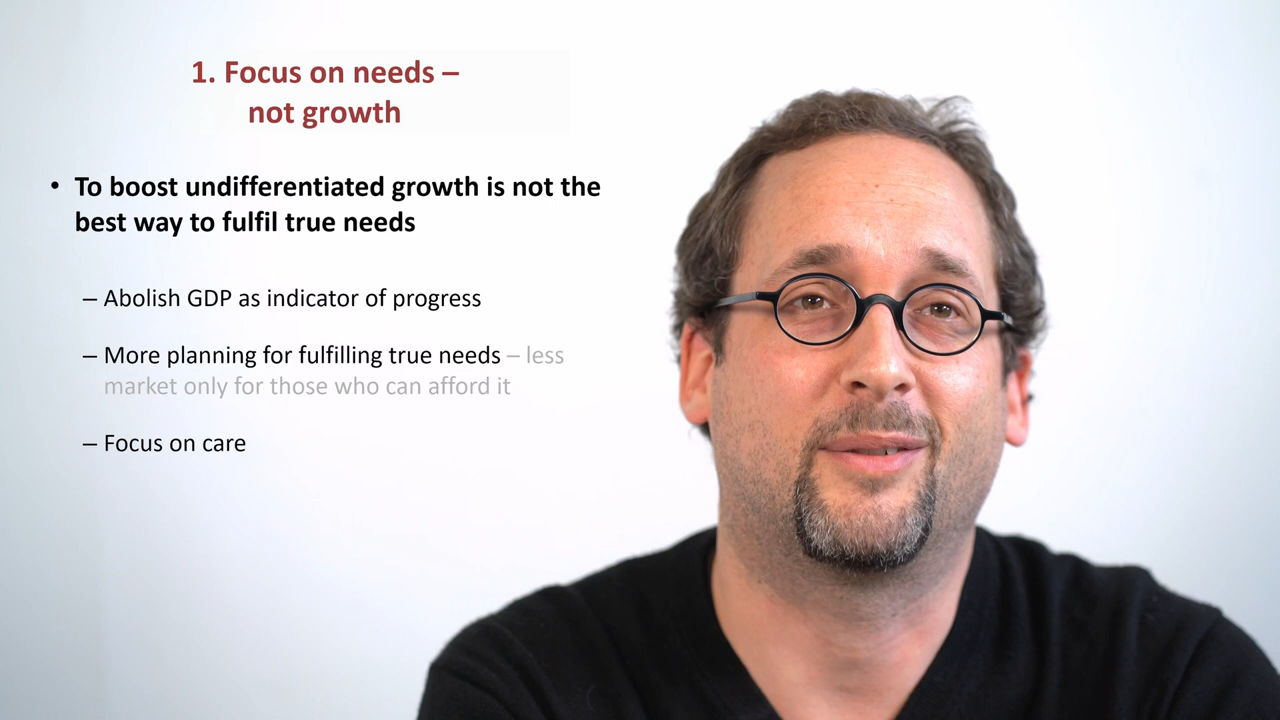 1. Focus on needs –
not growth
• To boost undifferentiated growth is not the
best way to fulfil true needs
– Abolish GDP as indicator of progress
– More planning for fulfilling true needs – less
market only for those who can afford it
– Focus on care